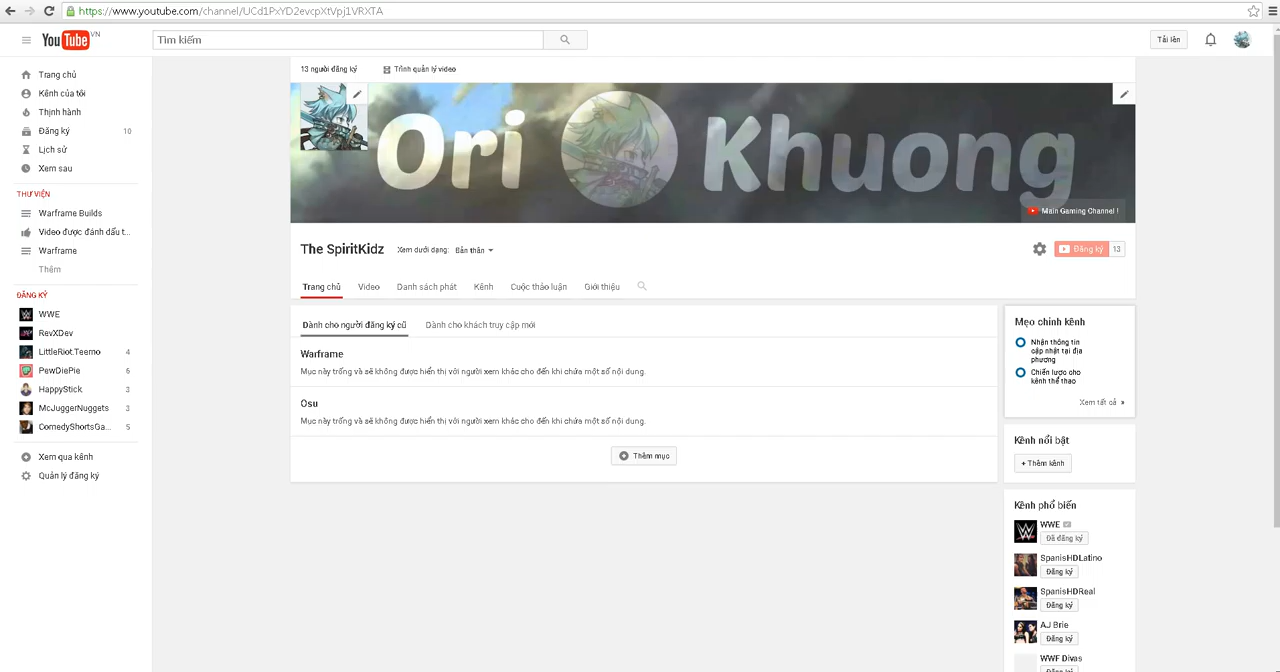 https://www.youtube.com/channel/UCd1PxYD2evcpXtVpj1VRXTA
YouTube VN
Tìm kiếm
Tải lên
Trang chủ
Kênh của tôi
Thịnh hành
Đăng ký 10
Lịch sử
Xem sau
THƯ VIỆN
Warframe Builds
Video được đánh dấu t...
Warframe
Thêm
ĐĂNG KÝ
WWE
RevXDev
LittleRiot.Teemo 4
PewDiePie 6
HappyStick 3
McJuggerNuggets 3
ComedyShortsGa... 5
Xem qua kênh
Quản lý đăng ký
13 người đăng ký
Trình quản lý video
Ori Khuong
Main Gaming Channel !
The SpiritKidz
Xem dưới dạng: Bản thân
Đăng ký 13
Trang chủ Video Danh sách phát Kênh Cuộc thảo luận Giới thiệu
Dành cho người đăng ký cũ Dành cho khách truy cập mới
Warframe
Mục này trống và sẽ không được hiển thị với người xem khác cho đến khi chứa một số nội dung.
Osu
Mục này trống và sẽ không được hiển thị với người xem khác cho đến khi chứa một số nội dung.
Thêm mục
Mẹo chỉnh kênh
Nhận thông tin
cập nhật tại địa
phương
Chiến lược cho
kênh thể thao
Xem tất cả »
Kênh nổi bật
+ Thêm kênh
Kênh phổ biến
WWE
Đã đăng ký
SpanisHDLatino
Đăng ký
SpanisHDReal
Đăng ký
AJ Brie
Đăng ký
WWE Divas
Đăng ký